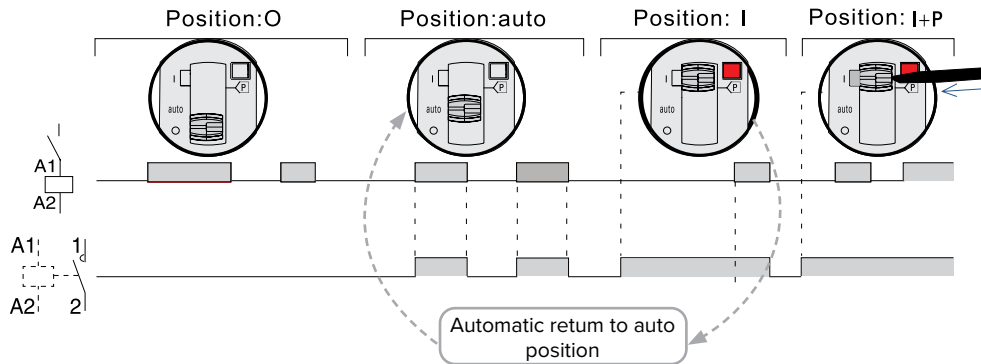 Position:O
Position:auto
Position: I
Position: I+P
I
P
auto
I
P
auto
I
P
auto
I
P
auto
A1
A2
A1 1
A2 2
Automatic retum to auto
position